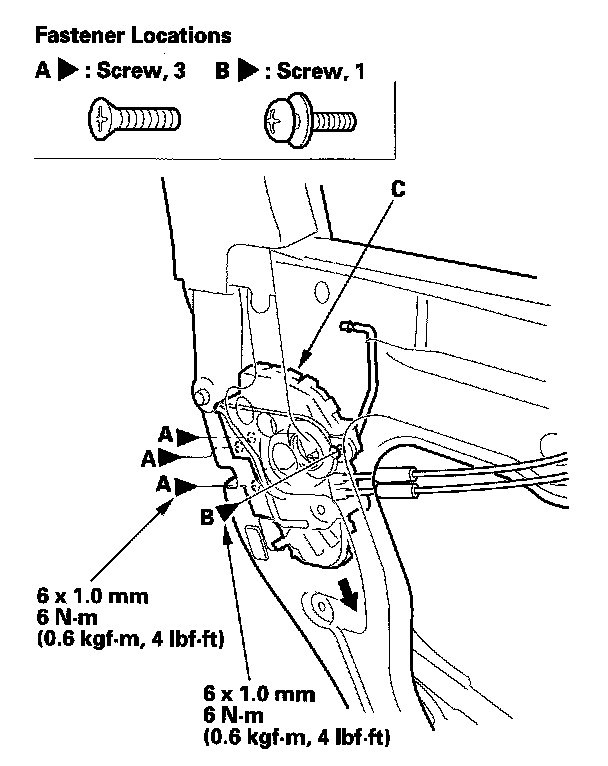 Fastener Locations
A ▶ : Screw, 3 B ▶ : Screw, 1
C
A
A
A
B
6 x 1.0 mm
6 N·m
(0.6 kgf·m, 4 lbf·ft)
6 x 1.0 mm
6 N·m
(0.6 kgf·m, 4 lbf·ft)